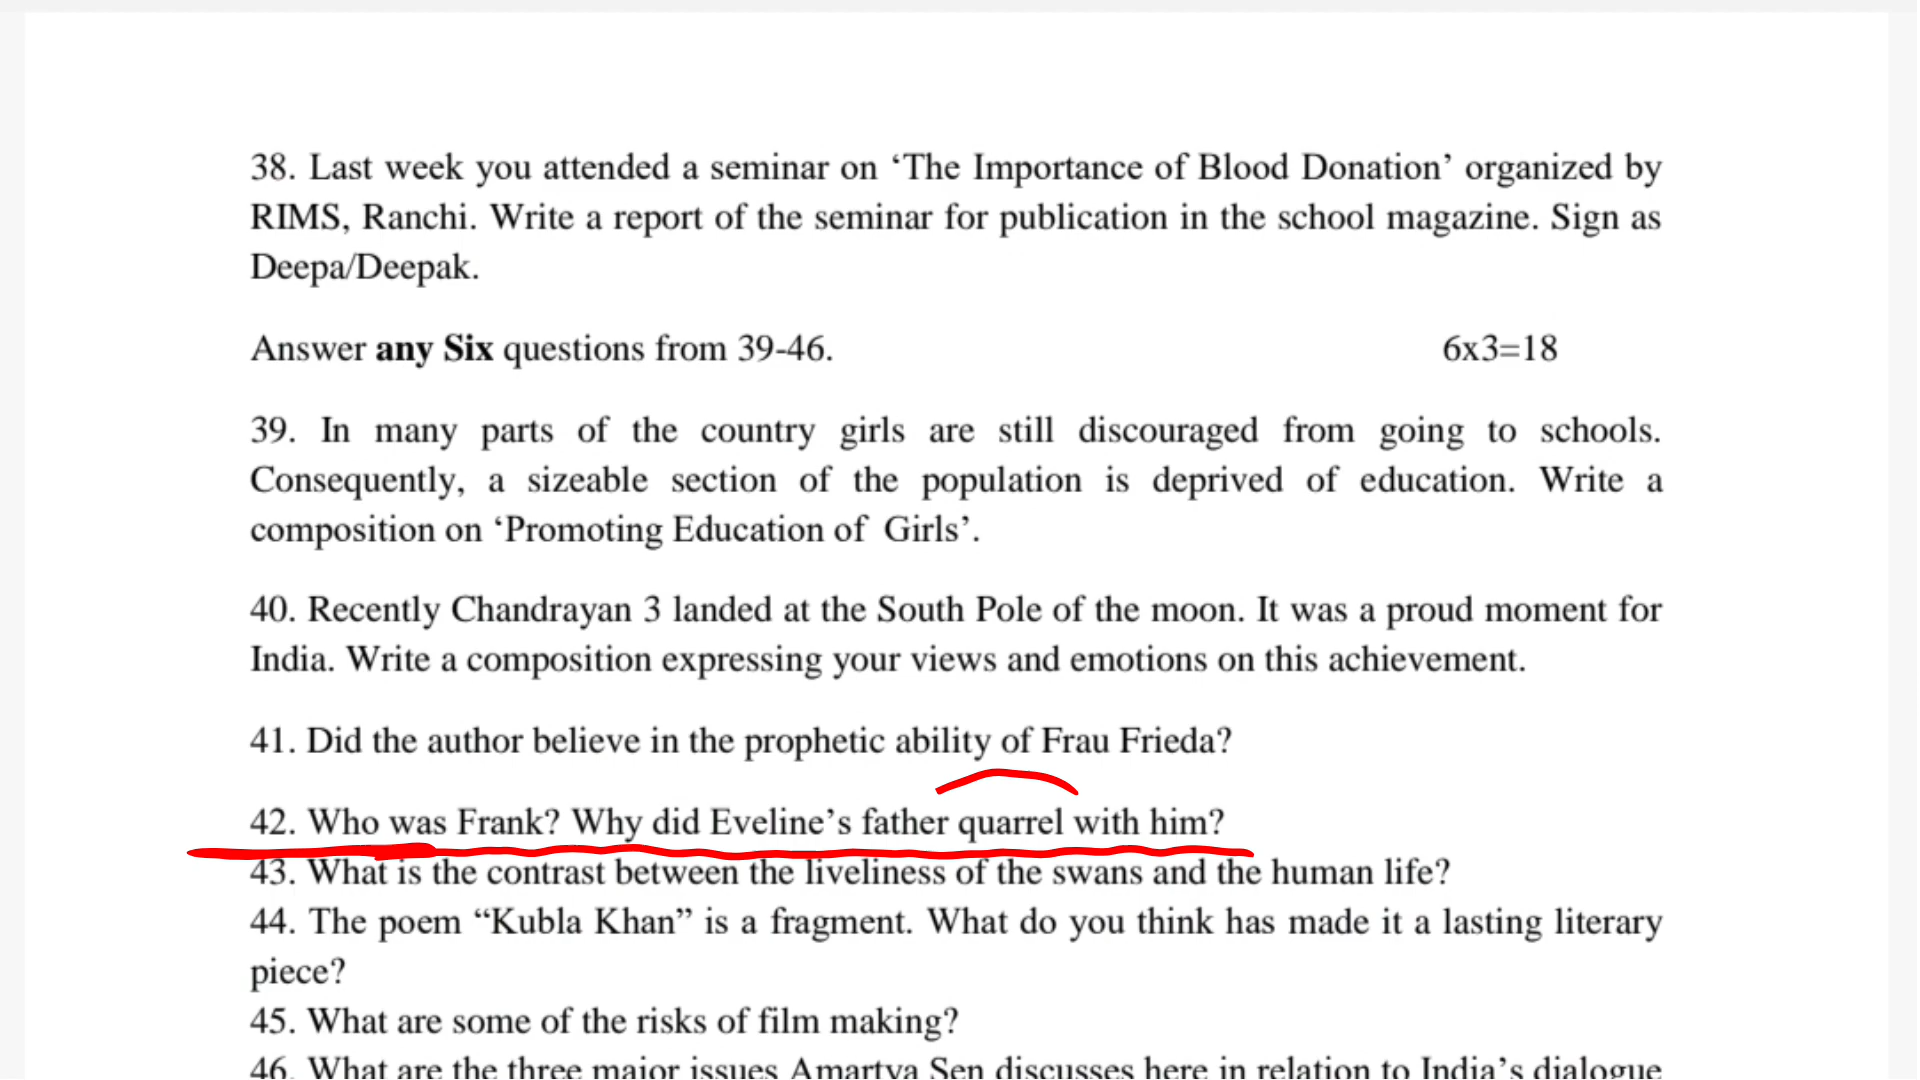 38. Last week you attended a seminar on ‘The Importance of Blood Donation’ organized by
RIMS, Ranchi. Write a report of the seminar for publication in the school magazine. Sign as
Deepa/Deepak.
Answer any Six questions from 39-46. 6x3=18
39. In many parts of the country girls are still discouraged from going to schools.
Consequently, a sizeable section of the population is deprived of education. Write a
composition on ‘Promoting Education of Girls’.
40. Recently Chandrayan 3 landed at the South Pole of the moon. It was a proud moment for
India. Write a composition expressing your views and emotions on this achievement.
41. Did the author believe in the prophetic ability of Frau Frieda?
42. Who was Frank? Why did Eveline’s father quarrel with him?
43. What is the contrast between the liveliness of the swans and the human life?
44. The poem “Kubla Khan” is a fragment. What do you think has made it a lasting literary
piece?
45. What are some of the risks of film making?
46. What are the three major issues Amartya Sen discusses here in relation to India’s dialogue